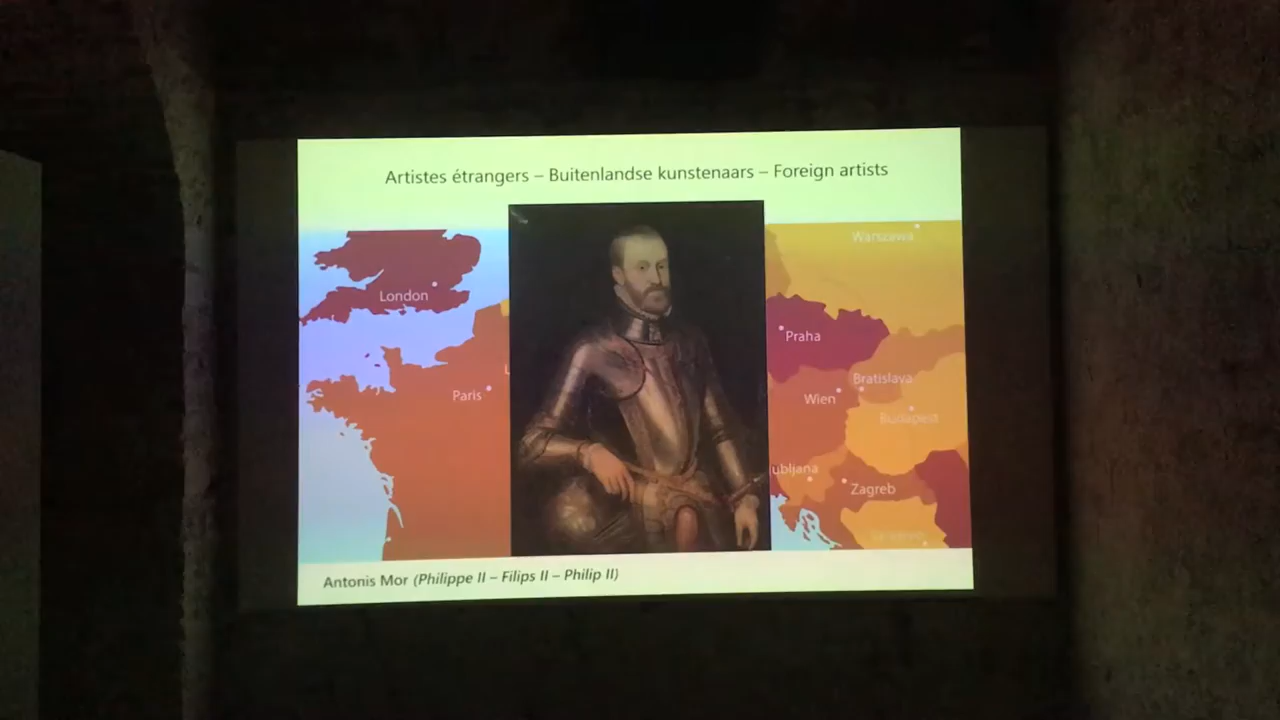 Artistes étrangers – Buitenlandse kunstenaars – Foreign artists
Warszawa
London
Praha
Paris
Bratislava
Wien
Budapest
ubljana
Zagreb
Sarajevo
Antonis Mor (Philippe II – Filips II – Philip II)